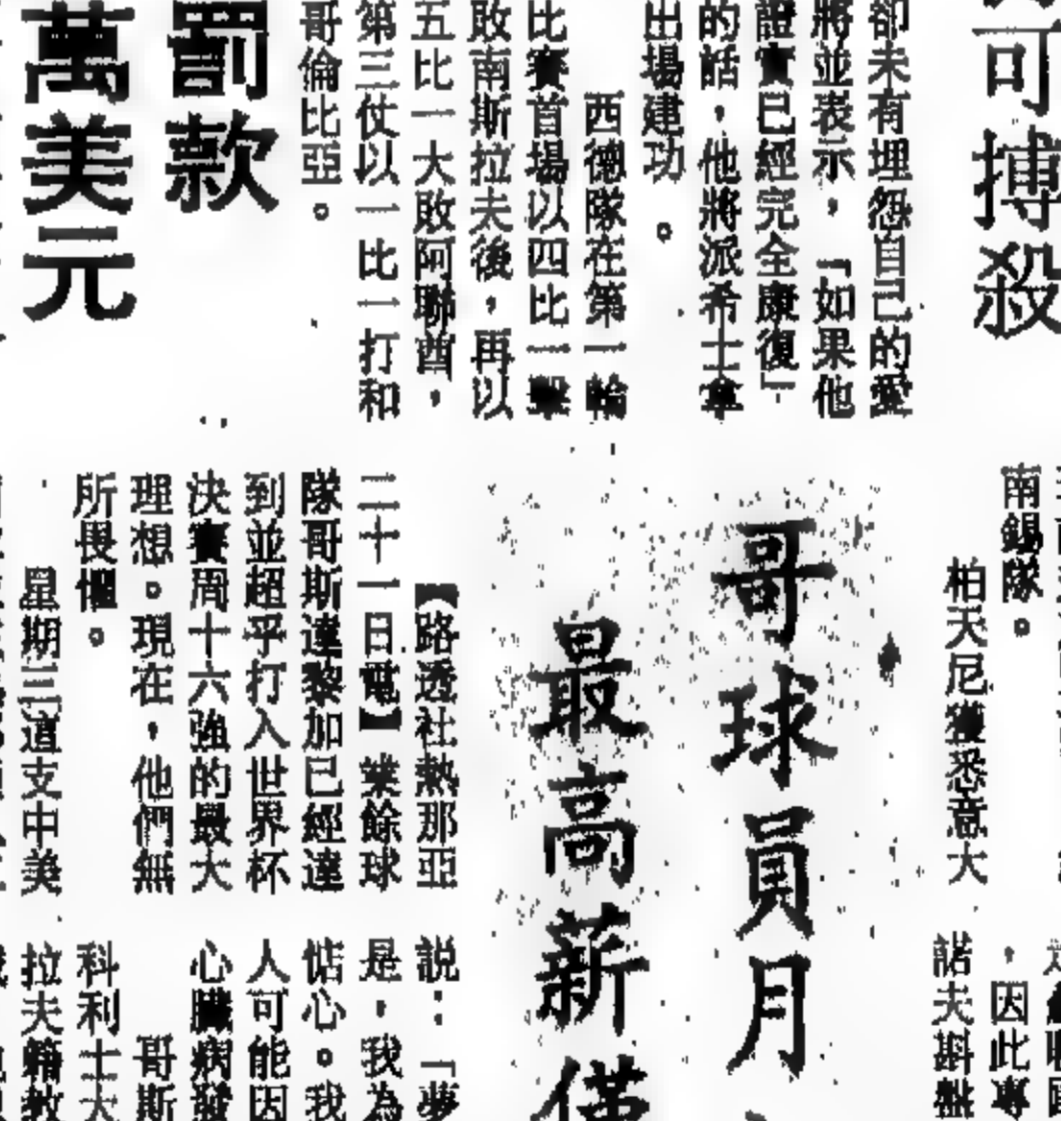 可搏殺
卻未有埋怨自己的愛
將並表示，「如果他
證實已經完全康復」
的話，他將派希士拿
出場建功。
西德隊在第一輪
比賽首場以四比一擊
敗南斯拉夫後，再以
五比一大敗阿聯酋，
第三仗以一比一打和
哥倫比亞。
罰款
萬美元
南錫隊。
柏天尼獲悉意大
哥球員月
最高薪僅
【路透社熱那亞
二十一日電】業餘球
隊哥斯達黎加已經達
到並超乎打入世界杯
決賽周十六強的最大
理想。現在，他們無
所畏懼。
星期三這支中美
，因此專
諾夫斟盤
説：「夢
是，我為
惦心。我
人可能因
心臟病發
哥斯
科利士大
拉夫籍教